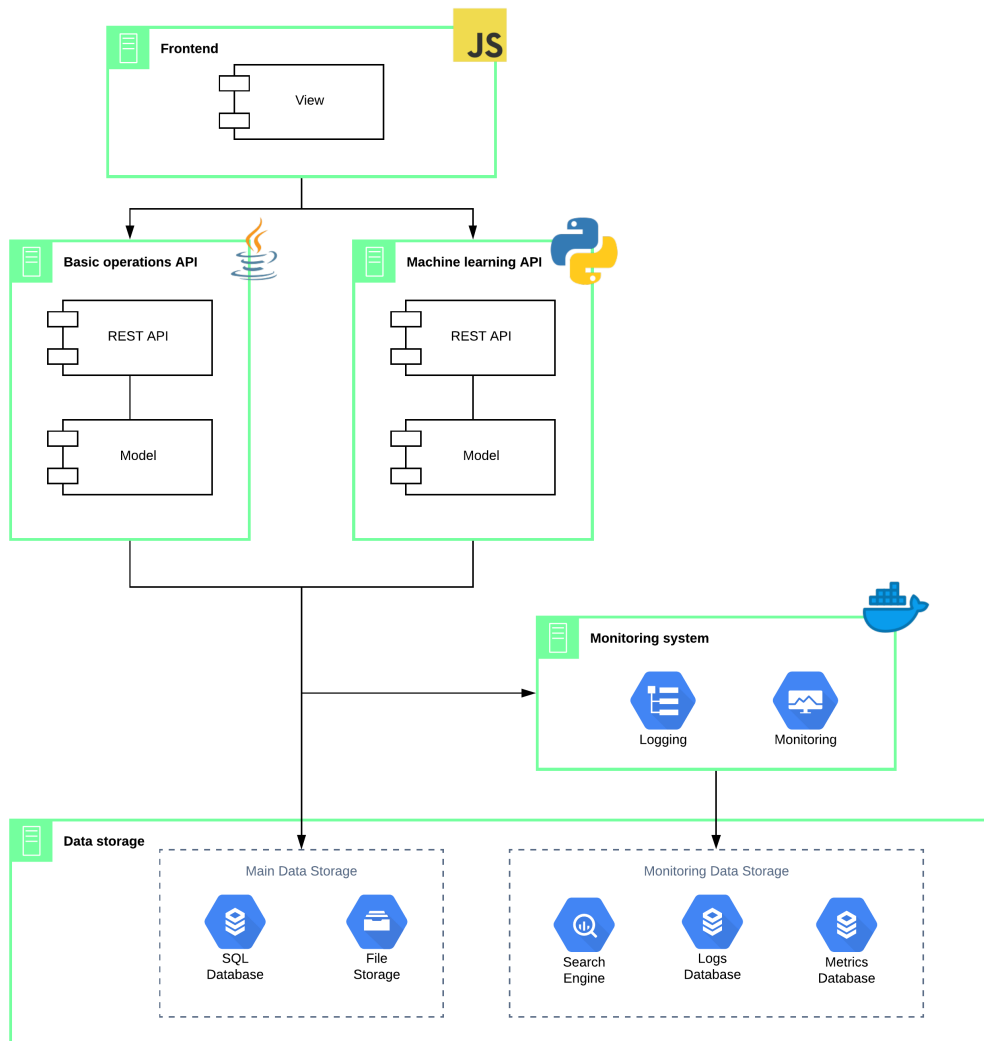 JS
Frontend
View
Basic operations API
Machine learning API
REST API
REST API
Model
Model
Monitoring system
Logging
Monitoring
Data storage
Main Data Storage
Monitoring Data Storage
SQL
Database
File
Storage
Search
Engine
Logs
Database
Metrics
Database